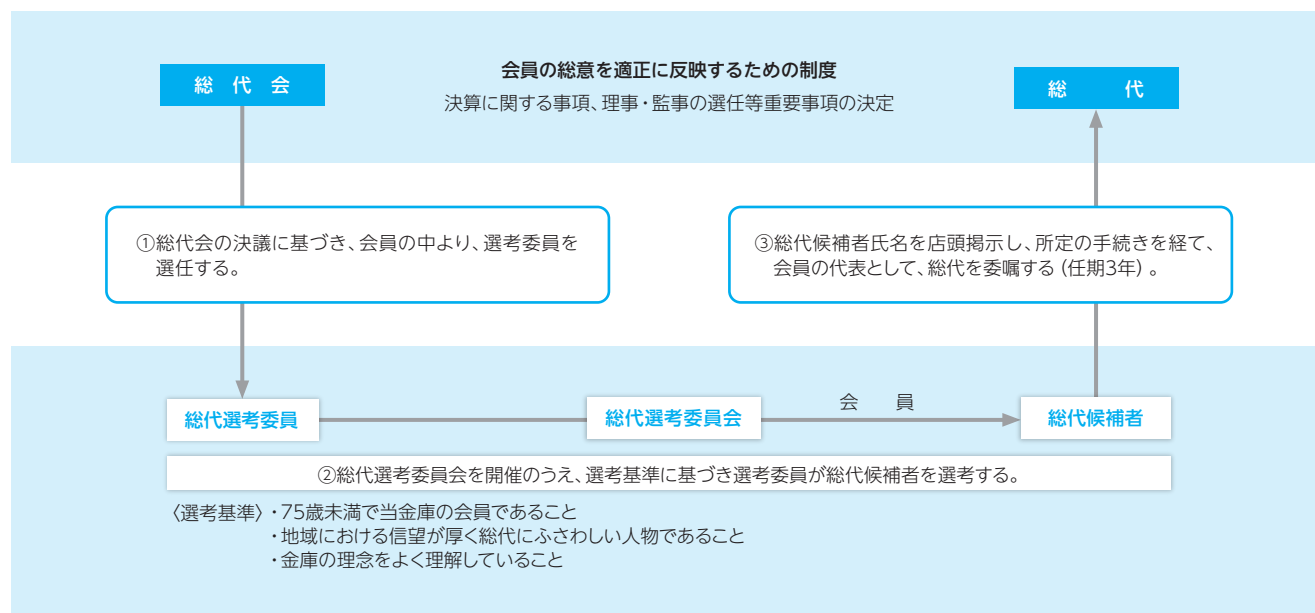 会員の総意を適正に反映するための制度
総代会
決算に関する事項、理事・監事の選任等重要事項の決定
総代
①総代会の決議に基づき、会員の中より、選考委員を
選任する。
③総代候補者氏名を店頭掲示し、所定の手続きを経て、
会員の代表として、総代を委嘱する(任期3年)。
総代選考委員
総代選考委員会
会員
総代候補者
②総代選考委員会を開催のうえ、選考基準に基づき選考委員が総代候補者を選考する。
〈選考基準〉・75歳未満で当金庫の会員であること
・地域における信望が厚く総代にふさわしい人物であること
・金庫の理念をよく理解していること